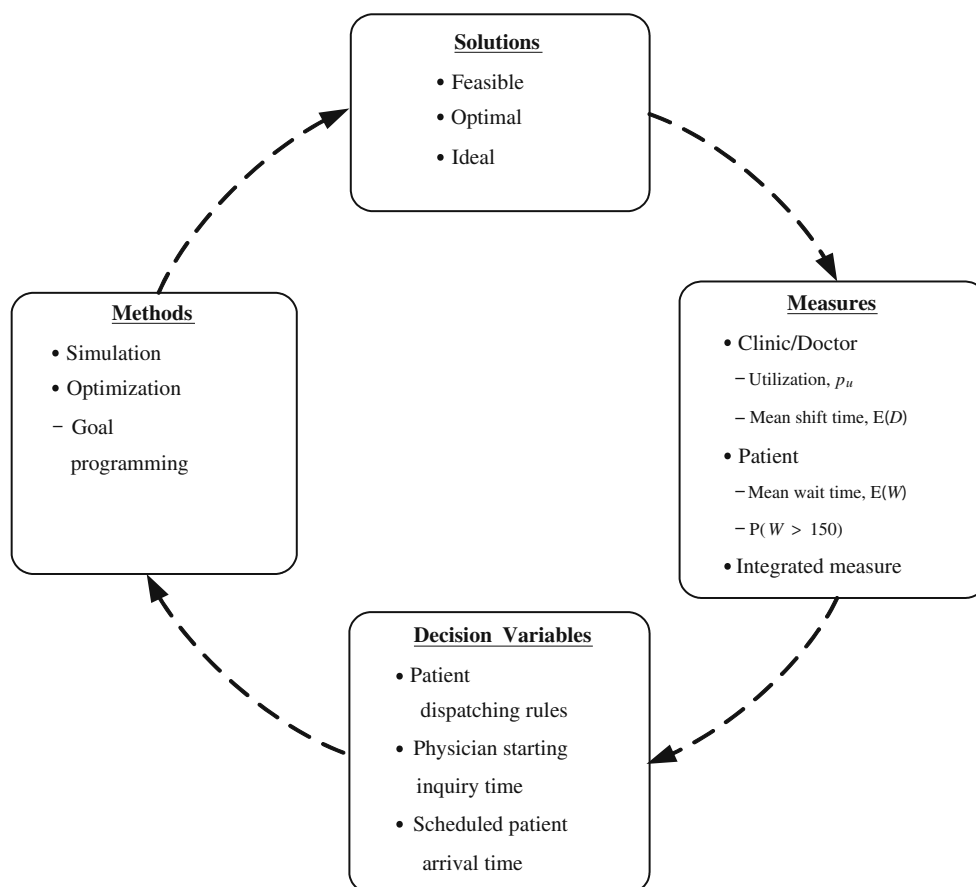 Solutions
• Feasible
• Optimal
• Ideal
Methods
• Simulation
• Optimization
– Goal
programming
Measures
• Clinic/Doctor
– Utilization, pᵤ
– Mean shift time, E(D)
• Patient
– Mean wait time, E(W)
– P( W > 150)
• Integrated measure
Decision Variables
• Patient
dispatching rules
• Physician starting
inquiry time
• Scheduled patient
arrival time